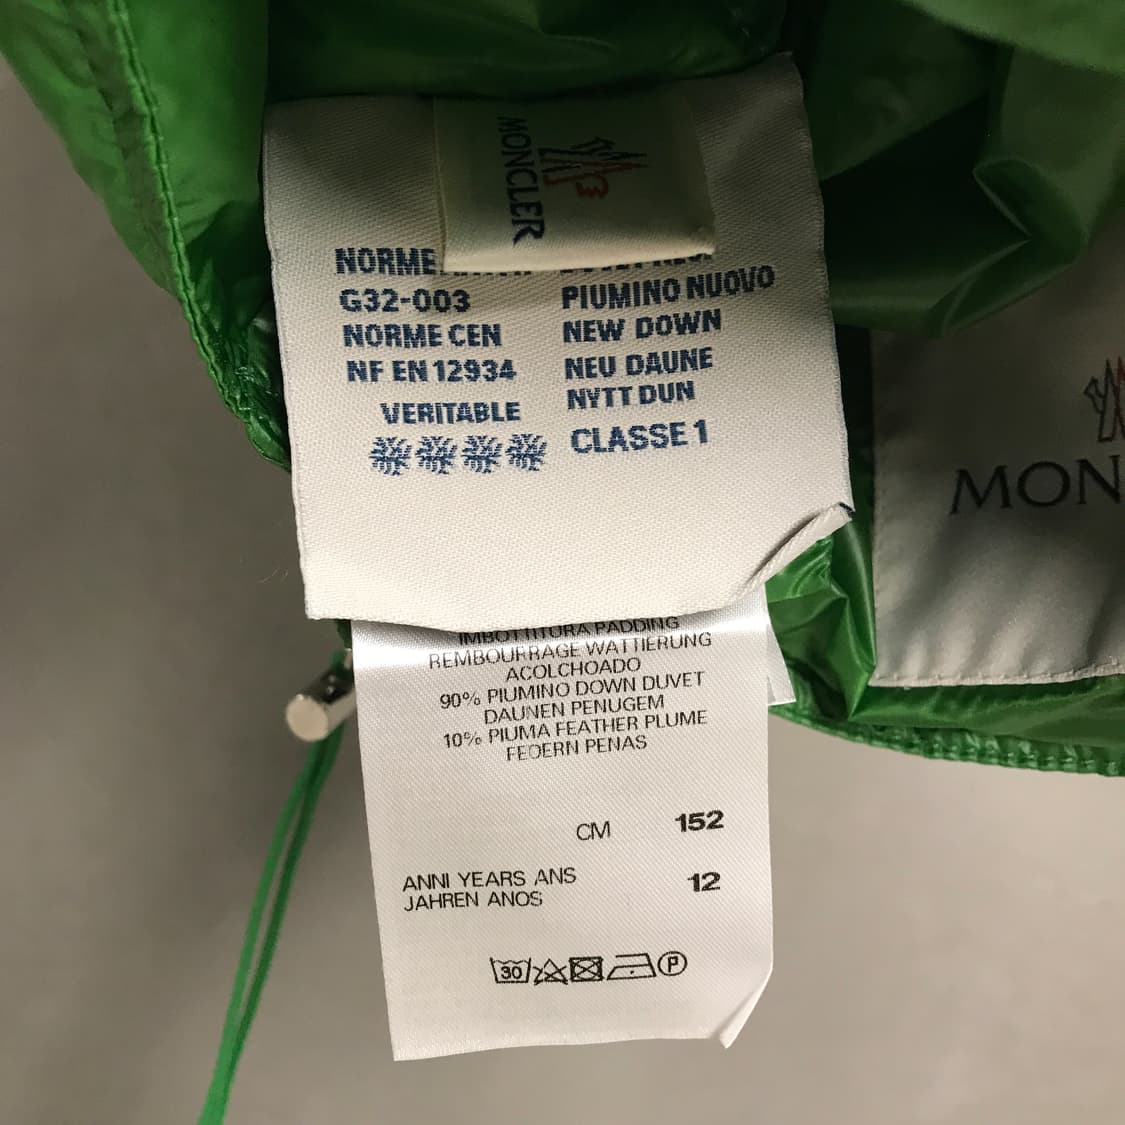 MONCLER
NORME
G32-003
NORME CEN
NF EN 12934
VERITABLE
PIUMINO NUOVO
NEW DOWN
NEU DAUNE
NYTT DUN
CLASSE 1
MON
IMBOTTITURA PADDING
REMBOURRAGE WATTIERUNG
ACOLCHOADO
90% PIUMINO DOWN DUVET
DAUNEN PENUGEM
10% PIUMA FEATHER PLUME
FEDERN PENAS
CM 152
ANNI YEARS ANS
JAHREN ANOS
12
30
P